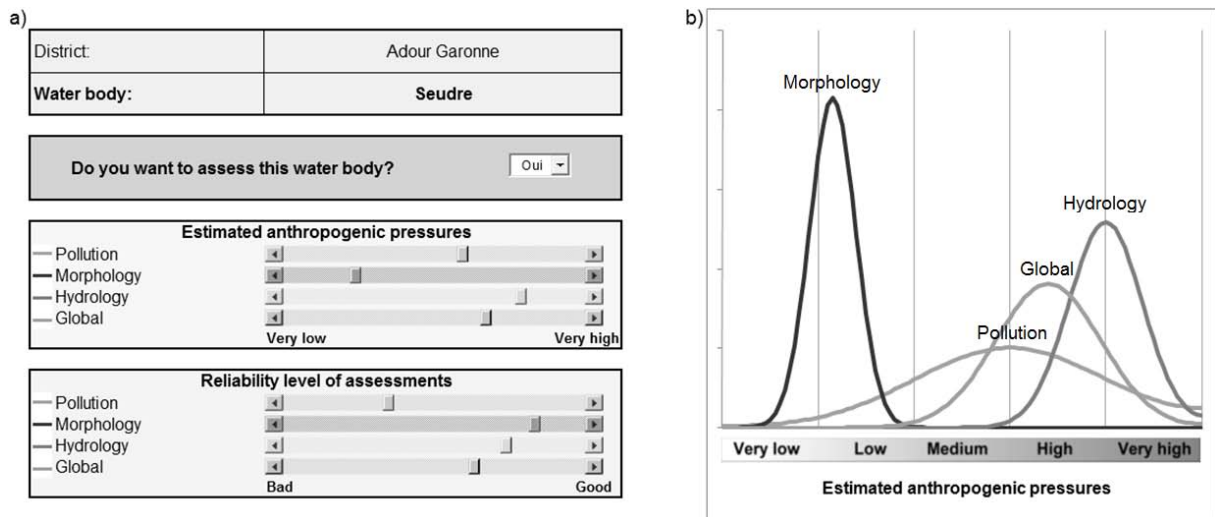 a)
District: Adour Garonne
Water body: Seudre
Do you want to assess this water body? Oui
Estimated anthropogenic pressures
Pollution
Morphology
Hydrology
Global
Very low Very high
Reliability level of assessments
Pollution
Morphology
Hydrology
Global
Bad Good
b)
Morphology
Hydrology
Global
Pollution
Very low Low Medium High Very high
Estimated anthropogenic pressures